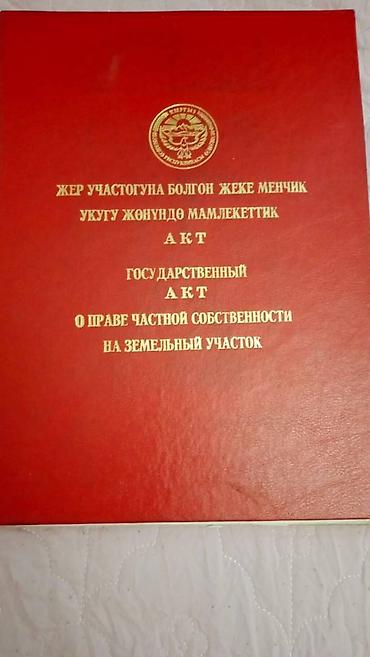 ЖЕР УЧАСТОГУНА БОЛГОН ЖЕКЕ МЕНЧИК
УКУГУ ЖӨНҮНДӨ МАМЛЕКЕТТИК
АКТ
ГОСУДАРСТВЕННЫЙ
АКТ
О ПРАВЕ ЧАСТНОЙ СОБСТВЕННОСТИ
НА ЗЕМЕЛЬНЫЙ УЧАСТОК